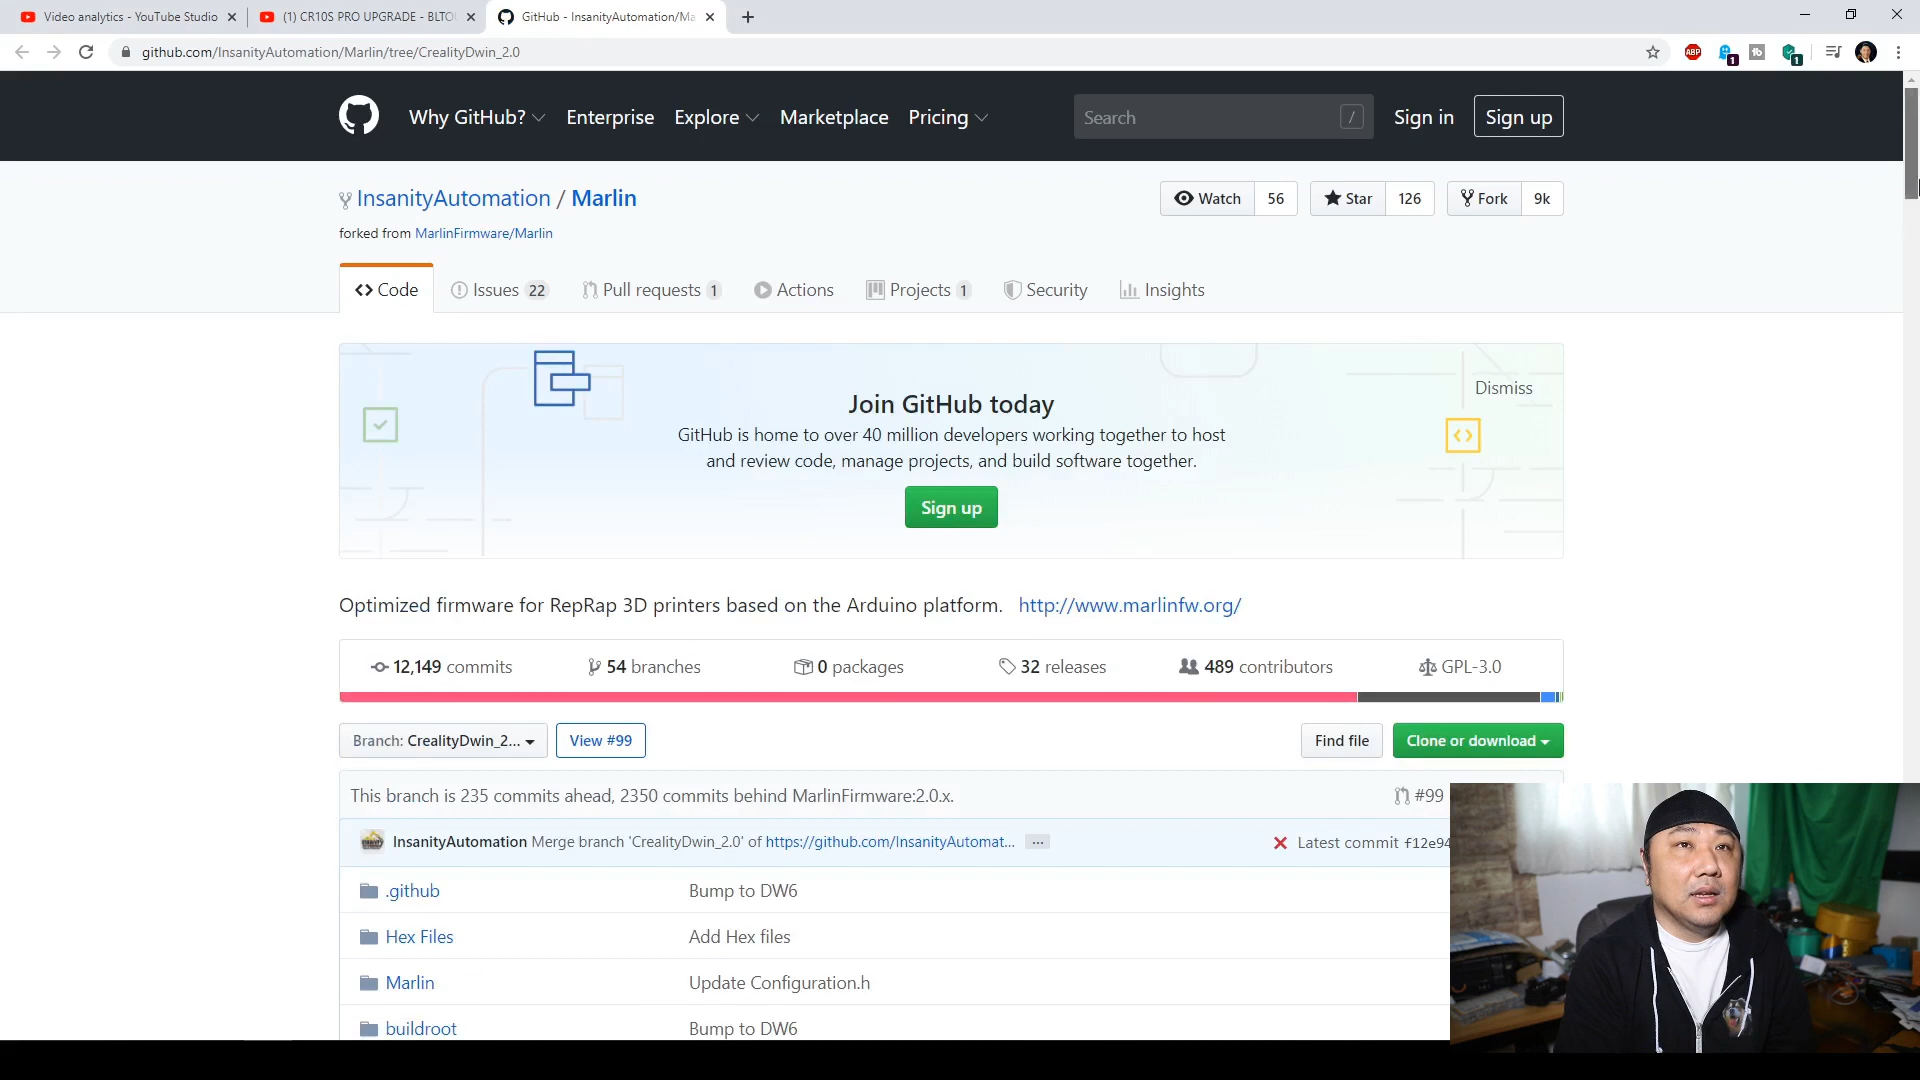 Video analytics - YouTube Studio
(1) CR10S PRO UPGRADE - BLTOU
GitHub - InsanityAutomation/Ma
github.com/InsanityAutomation/Marlin/tree/CrealityDwin_2.0
ABP
1
tb
1
Why GitHub?
Enterprise
Explore
Marketplace
Pricing
Search
/
Sign in
Sign up
InsanityAutomation / Marlin
Watch 56
Star 126
Fork 9k
forked from MarlinFirmware/Marlin
Code
Issues 22
Pull requests 1
Actions
Projects 1
Security
Insights
Dismiss
Join GitHub today
GitHub is home to over 40 million developers working together to host
and review code, manage projects, and build software together.
Sign up
Optimized firmware for RepRap 3D printers based on the Arduino platform. http://www.marlinfw.org/
12,149 commits
54 branches
0 packages
32 releases
489 contributors
GPL-3.0
Branch: CrealityDwin_2...
View #99
Find file
Clone or download
This branch is 235 commits ahead, 2350 commits behind MarlinFirmware:2.0.x.
#99
InsanityAutomation Merge branch 'CrealityDwin_2.0' of https://github.com/InsanityAutomat... ...
Latest commit f12e94
.github
Bump to DW6
Hex Files
Add Hex files
Marlin
Update Configuration.h
buildroot
Bump to DW6